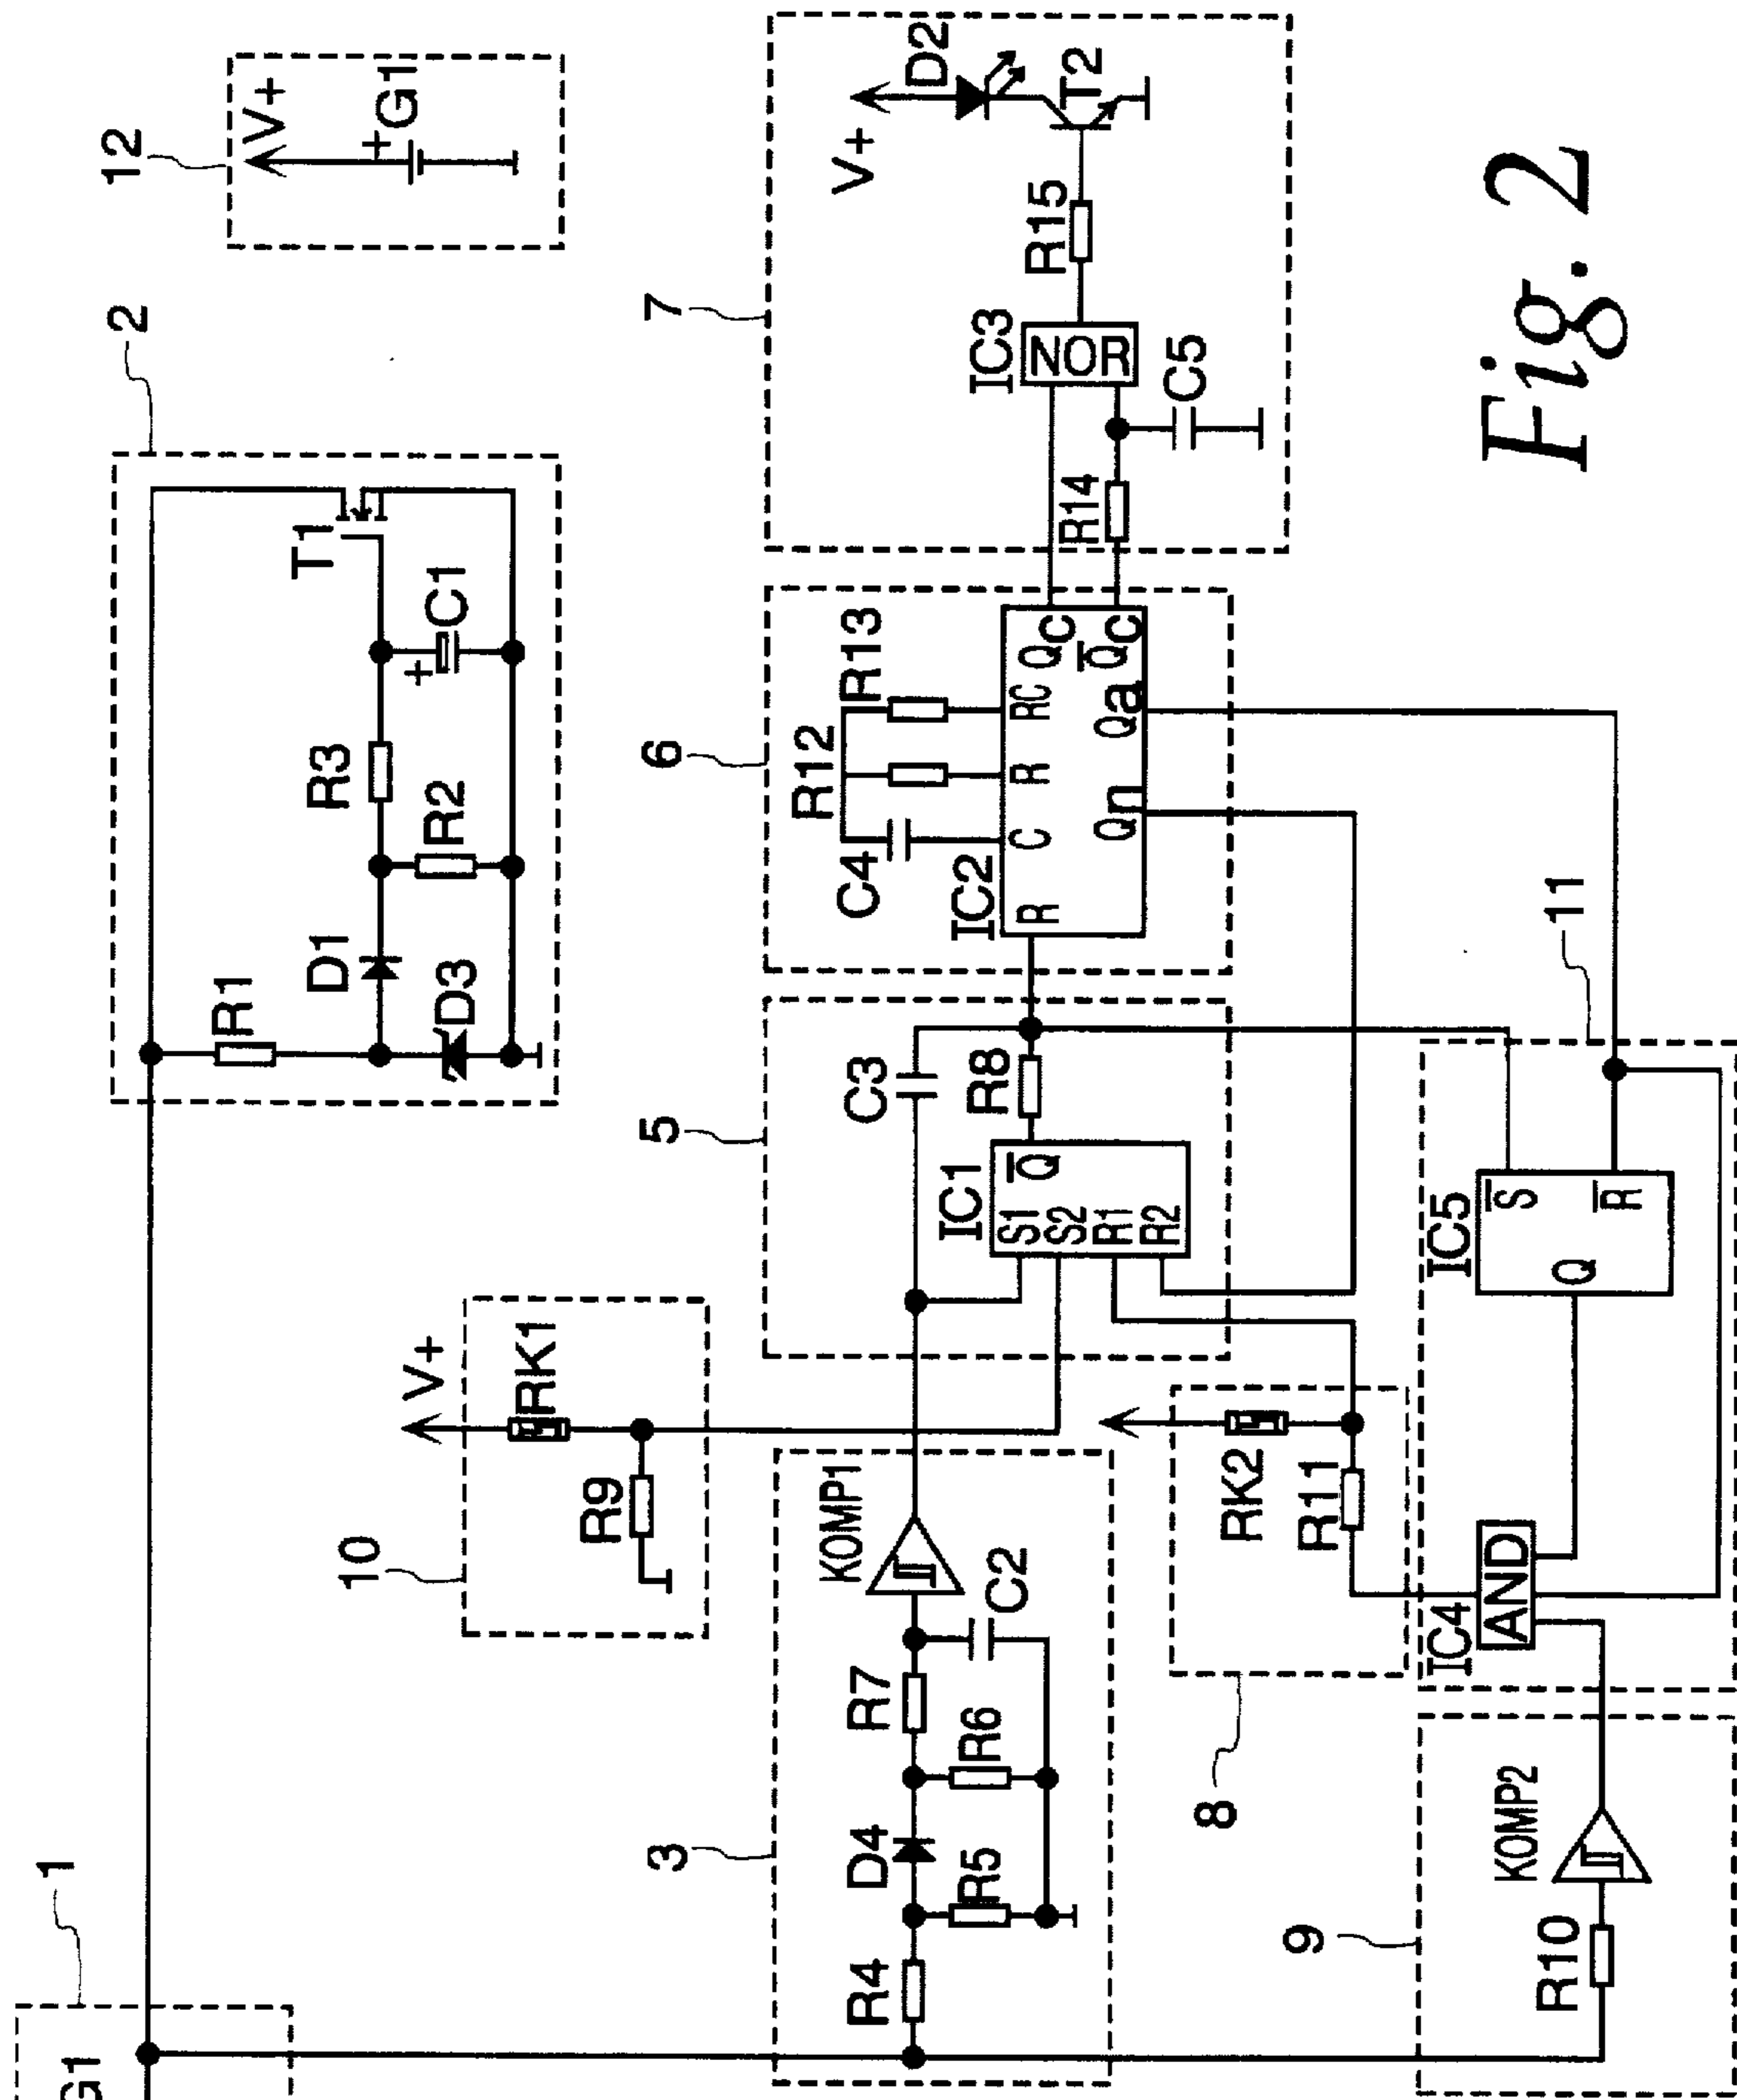 1
G1
2
R1
D1
D3
R3
R2
C1
+
T1
12
V+
+
G1
10
V+
RK1
R9
3
R4
D4
R5
R6
R7
C2
KOMP1
5
C3
R8
IC1
S1
S2
R1
R2
Q̅
6
C4
R12
R13
IC2
R
C
R
RC
Qn
Qa
Qc
Q̅c
7
R14
C5
IC3
NOR
R15
V+
D2
T2
8
RK2
R11
9
R10
KOMP2
11
IC4
AND
IC5
Q
S̅
R̅
Fig. 2